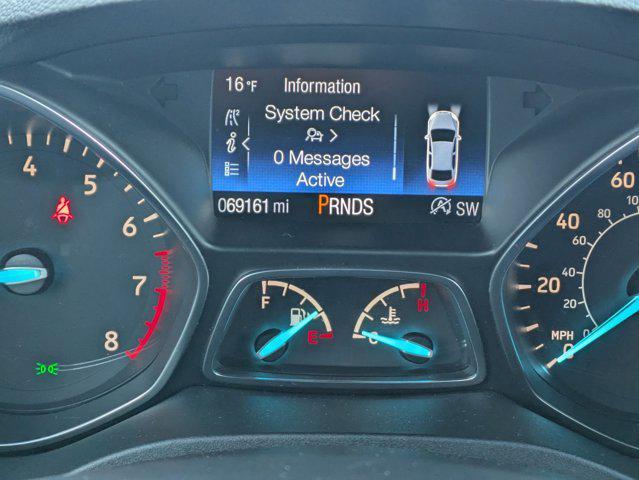 16°F Information
System Check
0 Messages
Active
069161 mi PRNDS SW
4
5
6
7
8
F
E
C
H
60
40
20
MPH
0
80
60
40
20
0